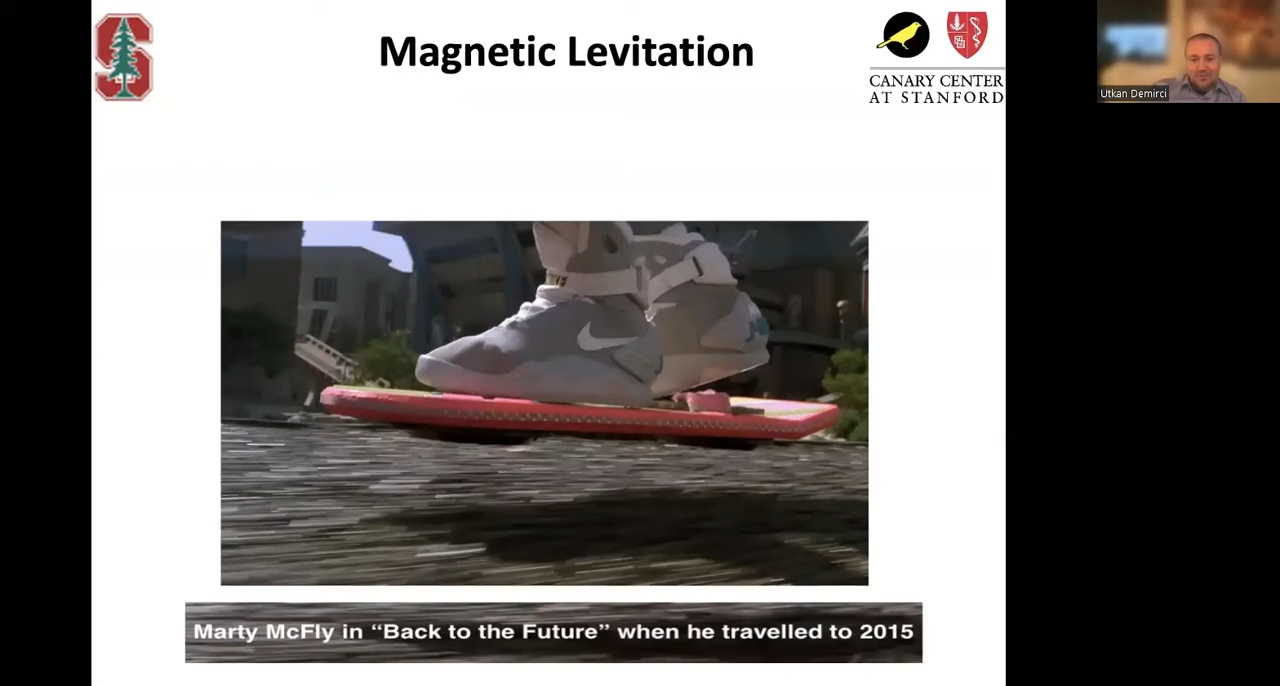 Magnetic Levitation
CANARY CENTER
AT STANFORD
Utkan Demirci
Marty McFly in “Back to the Future” when he travelled to 2015